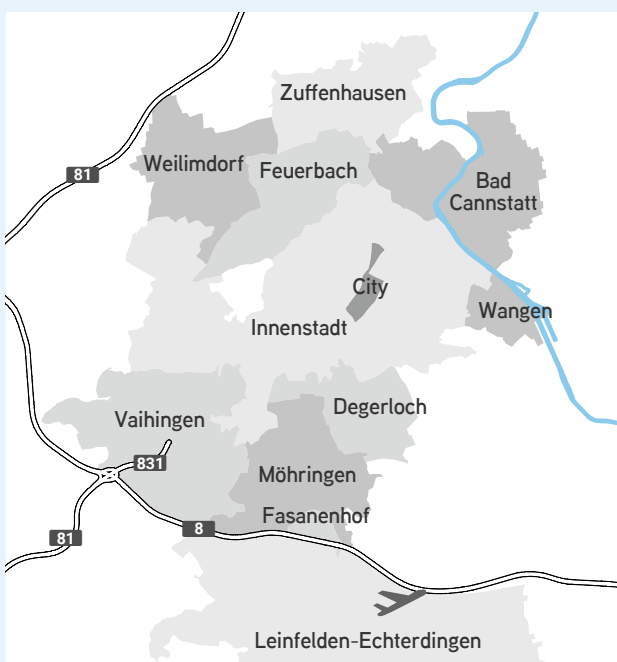 Zuffenhausen
81
Weilimdorf
Feuerbach
Bad
Cannstatt
City
Wangen
Innenstadt
Degerloch
Vaihingen
831
Möhringen
Fasanenhof
8
81
Leinfelden-Echterdingen